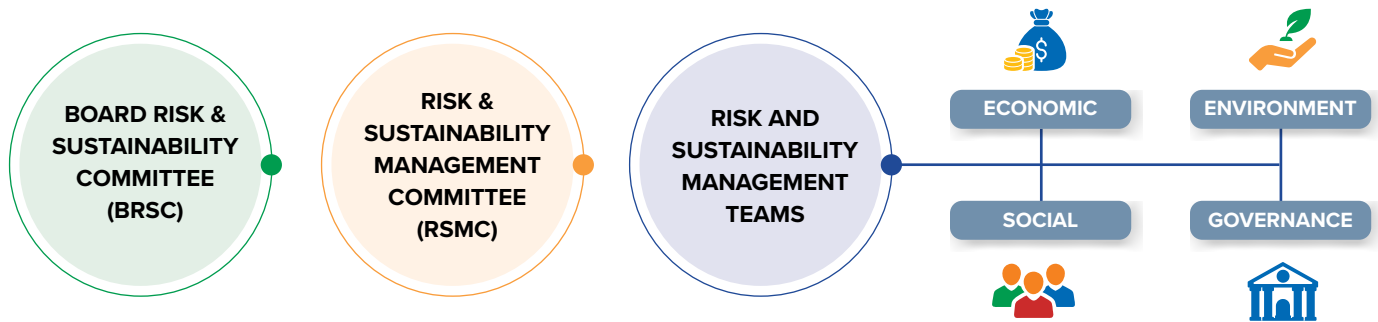 BOARD RISK &
SUSTAINABILITY
COMMITTEE
(BRSC)
RISK &
SUSTAINABILITY
MANAGEMENT
COMMITTEE
(RSMC)
RISK AND
SUSTAINABILITY
MANAGEMENT
TEAMS
$
ECONOMIC
ENVIRONMENT
SOCIAL
GOVERNANCE